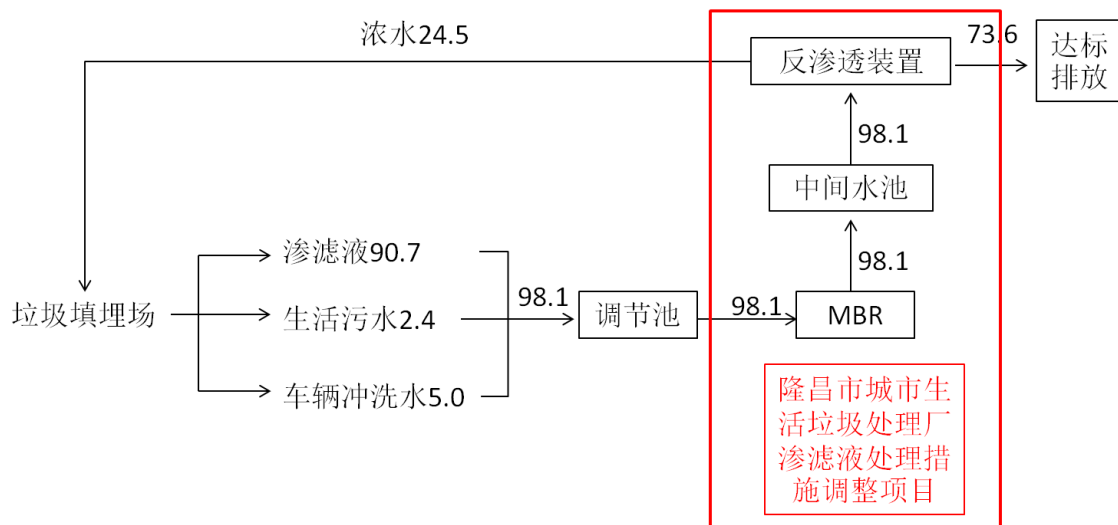 浓水24.5
73.6
反渗透装置
达标
排放
98.1
中间水池
98.1
渗滤液90.7
垃圾填埋场
生活污水2.4
98.1
调节池
98.1
MBR
车辆冲洗水5.0
隆昌市城市生
活垃圾处理厂
渗滤液处理措
施调整项目